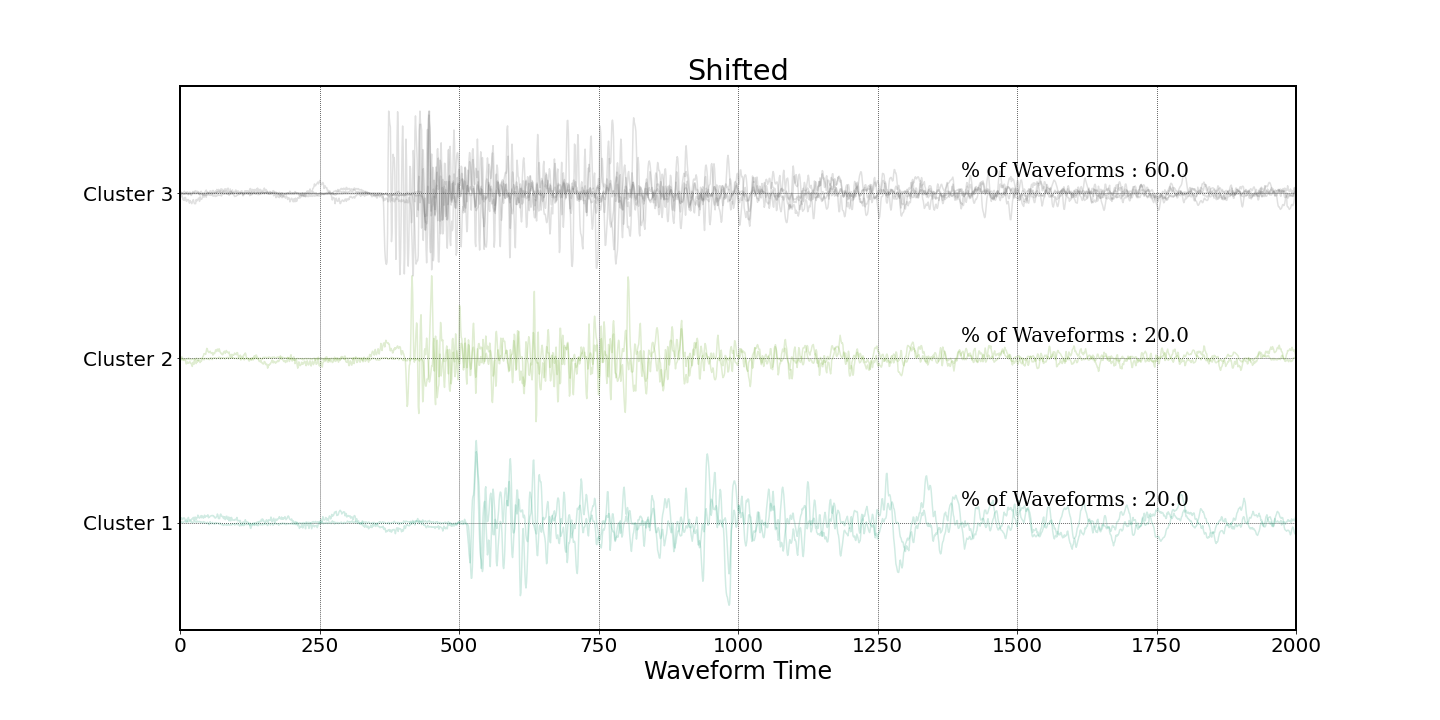 Shifted
Cluster 3
% of Waveforms : 60.0
Cluster 2
% of Waveforms : 20.0
Cluster 1
% of Waveforms : 20.0
0 250 500 750 1000 1250 1500 1750 2000
Waveform Time